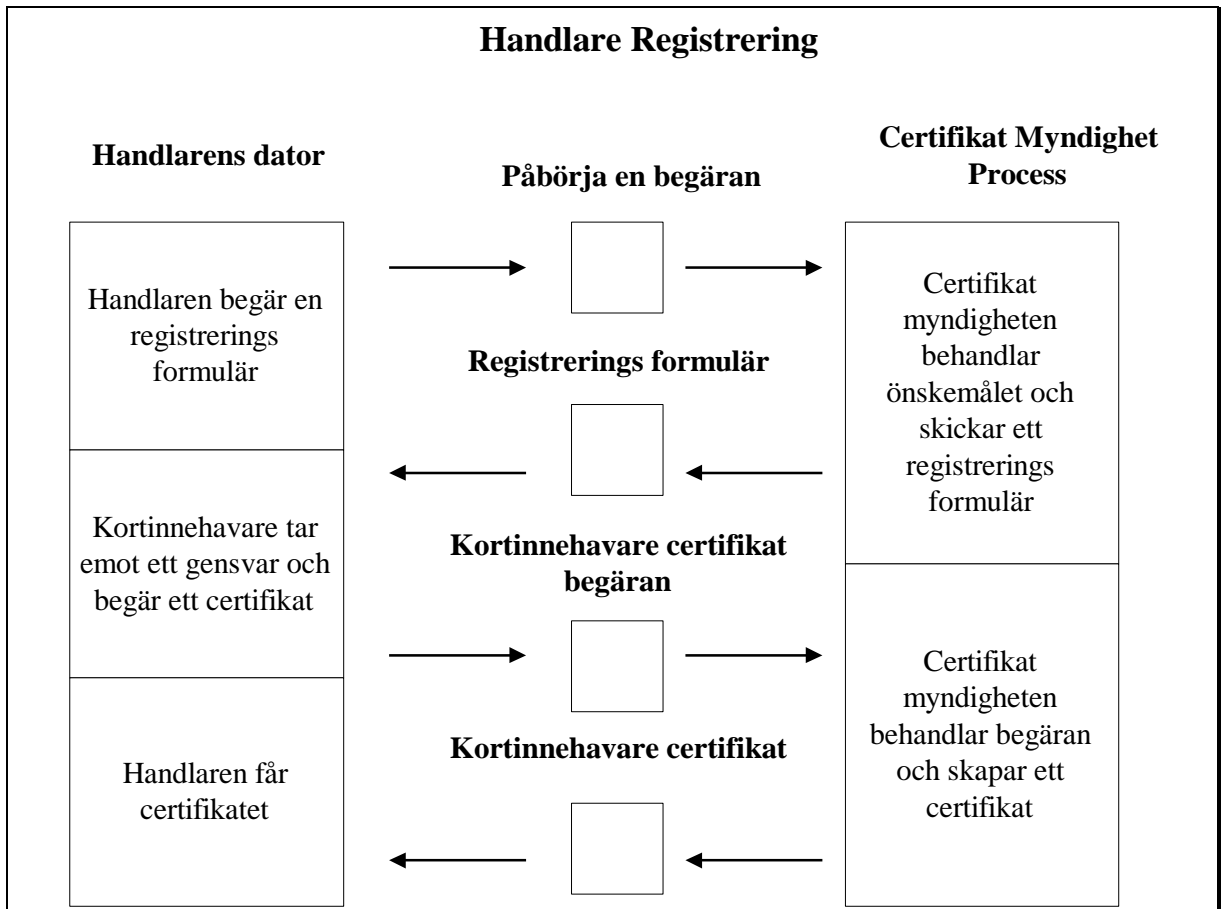 Handlare Registrering
Handlarens dator
Påbörja en begäran
Certifikat Myndighet
Process
Handlaren begär en
registrerings
formulär
Kortinnehavare tar
emot ett gensvar och
begär ett certifikat
Handlaren får
certifikatet
Registrerings formulär
Kortinnehavare certifikat
begäran
Kortinnehavare certifikat
Certifikat
myndigheten
behandlar
önskemålet och
skickar ett
registrerings
formulär
Certifikat
myndigheten
behandlar begäran
och skapar ett
certifikat